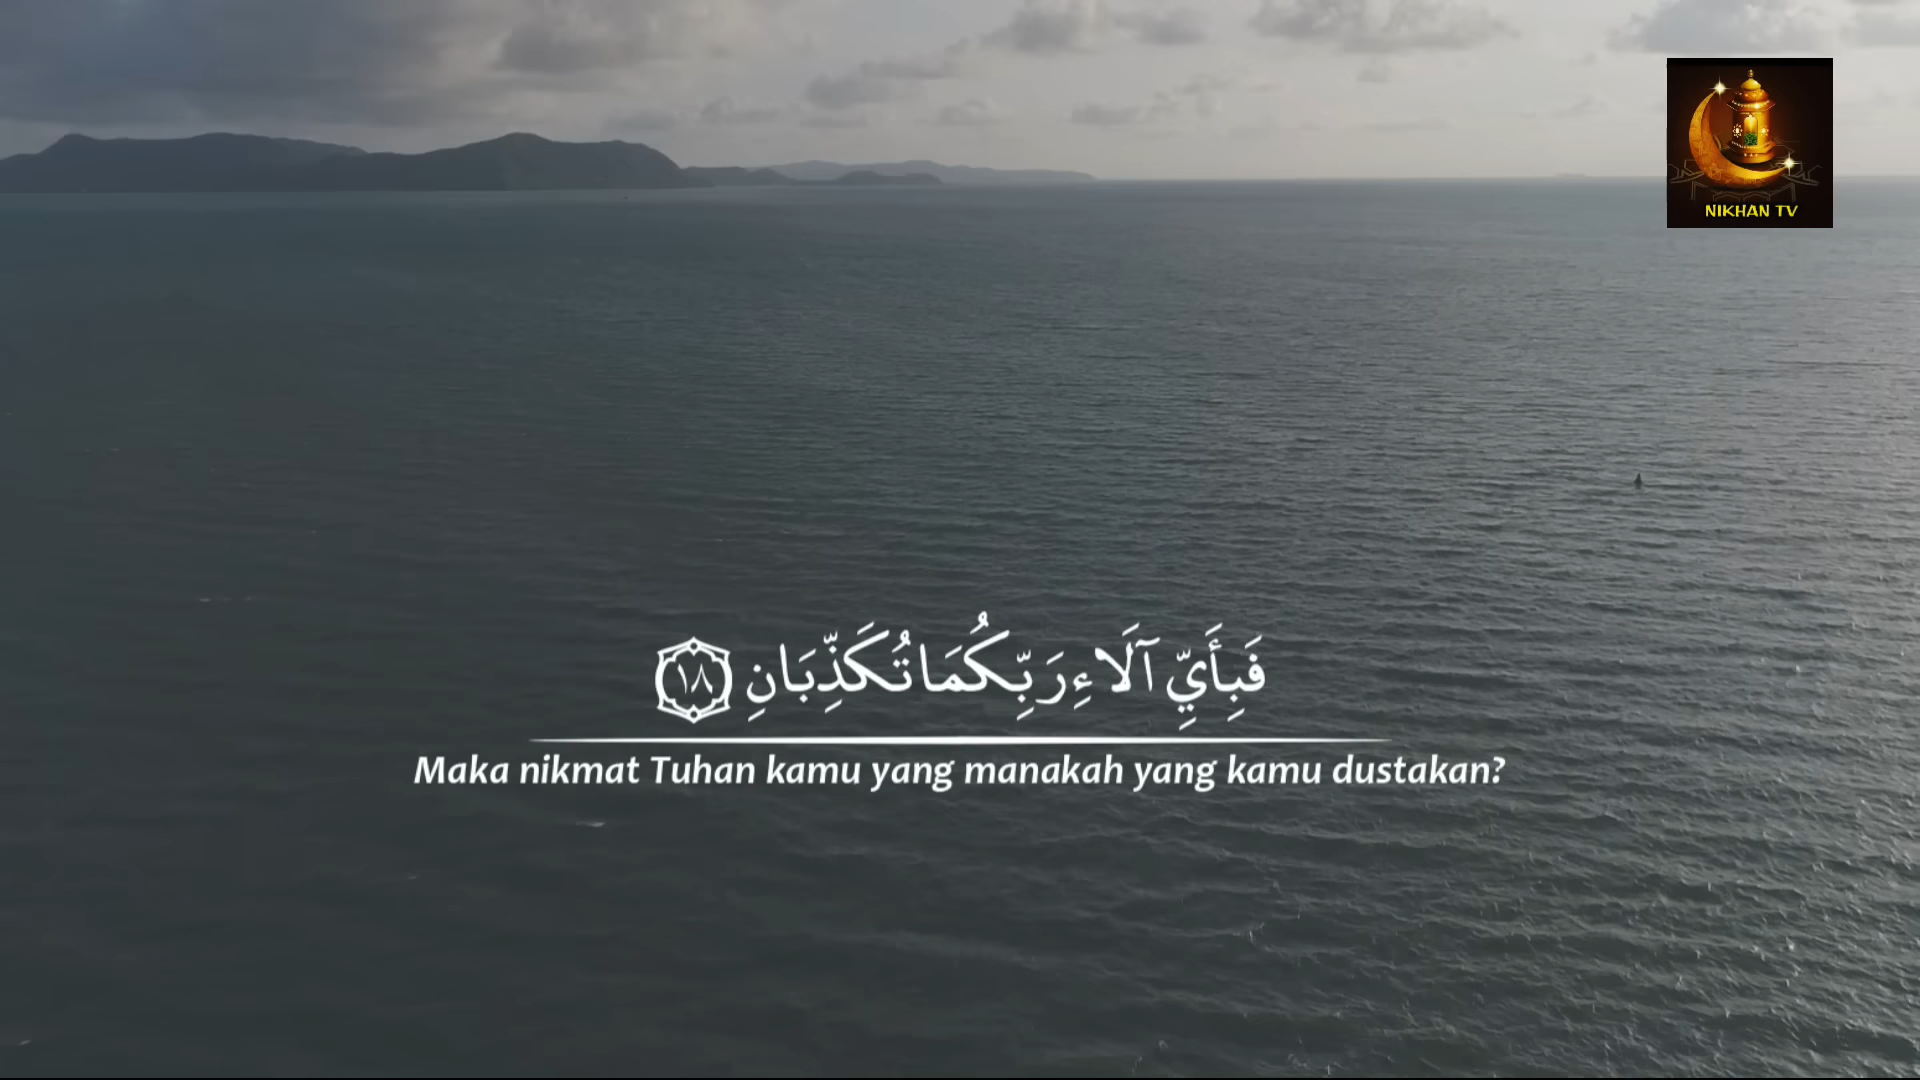 NIKHAN TV
فَبِأَيِّ آلَاءِ رَبِّكُمَا تُكَذِّبَانِ ١٨
Maka nikmat Tuhan kamu yang manakah yang kamu dustakan?